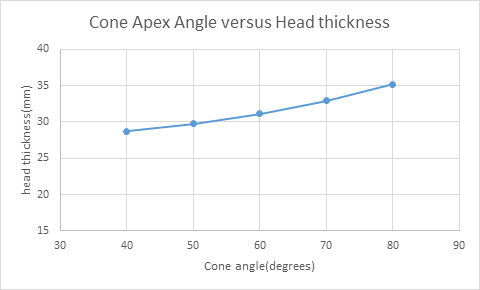 Cone Apex Angle versus Head thickness
head thickness(mm)
40
35
30
25
20
15
30 40 50 60 70 80 90
Cone angle(degrees)